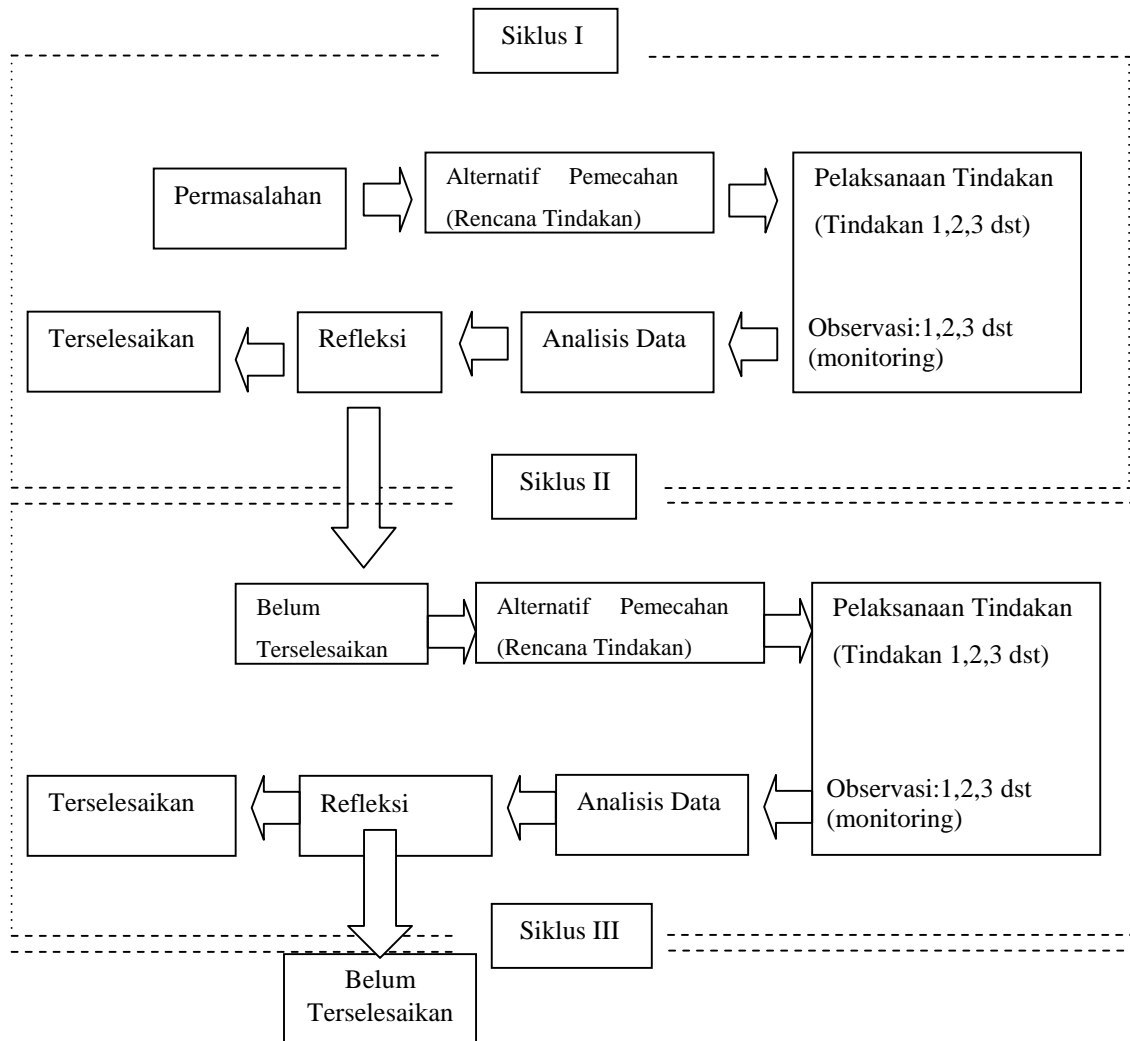 Siklus I
Permasalahan
Alternatif Pemecahan
(Rencana Tindakan)
Pelaksanaan Tindakan
(Tindakan 1,2,3 dst)
Observasi:1,2,3 dst
(monitoring)
Analisis Data
Refleksi
Terselesaikan
Siklus II
Belum
Terselesaikan
Alternatif Pemecahan
(Rencana Tindakan)
Pelaksanaan Tindakan
(Tindakan 1,2,3 dst)
Observasi:1,2,3 dst
(monitoring)
Analisis Data
Refleksi
Terselesaikan
Siklus III
Belum
Terselesaikan